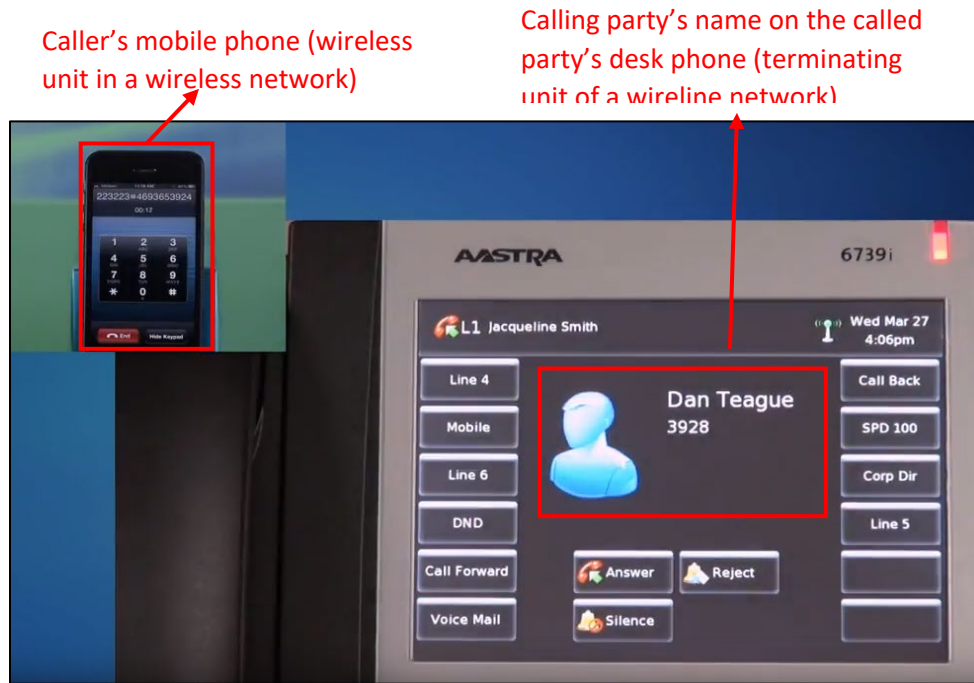 Caller's mobile phone (wireless
unit in a wireless network)
Calling party's name on the called
party's desk phone (terminating
unit of a wireline network)
223223#4693653924
00:17
1 2 3
4 5 6
7 8 9
* 0 #
End Hide Keypad
AASTRA
6739i
L1 Jacqueline Smith
Wed Mar 27
4:06pm
Line 4
Mobile
Line 6
DND
Call Forward
Voice Mail
Dan Teague
3928
Answer Reject
Silence
Call Back
SPD 100
Corp Dir
Line 5